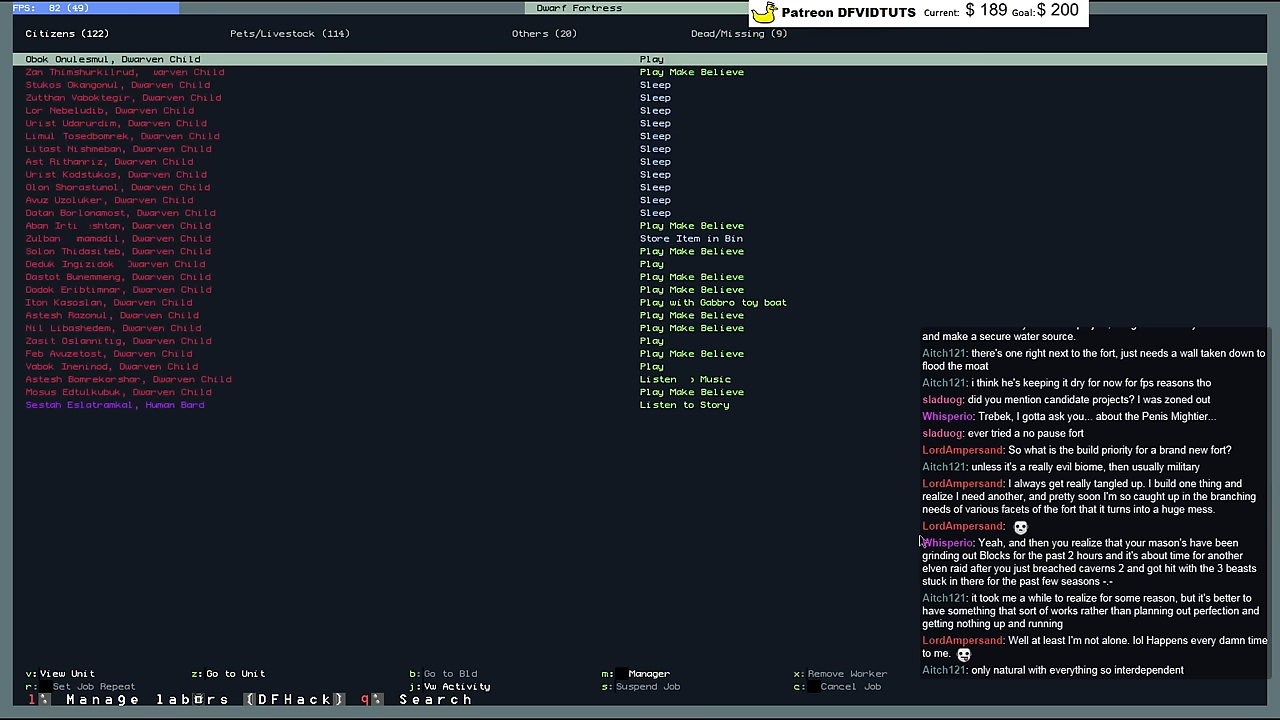 FPS: 82 (49) Dwarf Fortress
Patreon DFVIDTUTS Current: $ 189 Goal: $ 200
Citizens (122) Pets/Livestock (114) Others (20) Dead/Missing (9)
Obok Onulesmul, Dwarven Child Play
Zan Thimshurkilrud, varven Child Play Make Believe
Stukos Okangonul, Dwarven Child Sleep
Zutthan Vaboktegir, Dwarven Child Sleep
Lor Nebeludib, Dwarven Child Sleep
Urist Udarurdim, Dwarven Child Sleep
Limul Tosedbomrek, Dwarven Child Sleep
Litast Nishmeban, Dwarven Child Sleep
Ast Rithanriz, Dwarven Child Sleep
Urist Kodstukos, Dwarven Child Sleep
Olon Shorastunol, Dwarven Child Sleep
Avuz Uzoluker, Dwarven Child Sleep
Datan Borlonamost, Dwarven Child Sleep
Aban Irti shtan, Dwarven Child Play Make Believe
Zulban mamadil, Dwarven Child Store Item in Bin
Solon Thidasiteb, Dwarven Child Play Make Believe
Deduk Ingizidok Dwarven Child Play
Dastot Bunemmeng, Dwarven Child Play Make Believe
Dodok Eribtimnar, Dwarven Child Play Make Believe
Iton Kasoslan, Dwarven Child Play with Gabbro toy boat
Astesh Razonul, Dwarven Child Play Make Believe
Nil Libashedem, Dwarven Child Play Make Believe
Zasit Oslannitig, Dwarven Child Play
Feb Avuzetost, Dwarven Child Play Make Believe
Vabok Ineninod, Dwarven Child Play
Astesh Bomrekorshar, Dwarven Child Listen Music
Mosus Edtulkubuk, Dwarven Child Play Make Believe
Sestah Eslatramkal, Human Bard Listen to Story
and make a secure water source.
Aitch121: there's one right next to the fort, just needs a wall taken down to
flood the moat
Aitch121: i think he's keeping it dry for now for fps reasons tho
sladuog: did you mention candidate projects? I was zoned out
Whisperio: Trebek, I gotta ask you... about the Penis Mightier...
sladuog: ever tried a no pause fort
LordAmpersand: So what is the build priority for a brand new fort?
Aitch121: unless it's a really evil biome, then usually military
LordAmpersand: I always get really tangled up. I build one thing and
realize I need another, and pretty soon I'm so caught up in the branching
needs of various facets of the fort that it turns into a huge mess.
LordAmpersand:
Whisperio: Yeah, and then you realize that your mason's have been
grinding out Blocks for the past 2 hours and it's about time for another
elven raid after you just breached caverns 2 and got hit with the 3 beasts
stuck in there for the past few seasons -.-
Aitch121: it took me a while to realize for some reason, but it's better to
have something that sort of works rather than planning out perfection and
getting nothing up and running
LordAmpersand: Well at least I'm not alone. lol Happens every damn time
to me.
Aitch121: only natural with everything so interdependent
v: View Unit z: Go to Unit b: Go to Bld m: Manager x: Remove Worker
r: Set Job Repeat j: Vw Activity s: Suspend Job c: Cancel Job
l: Manage labors {DFHack} q: Search